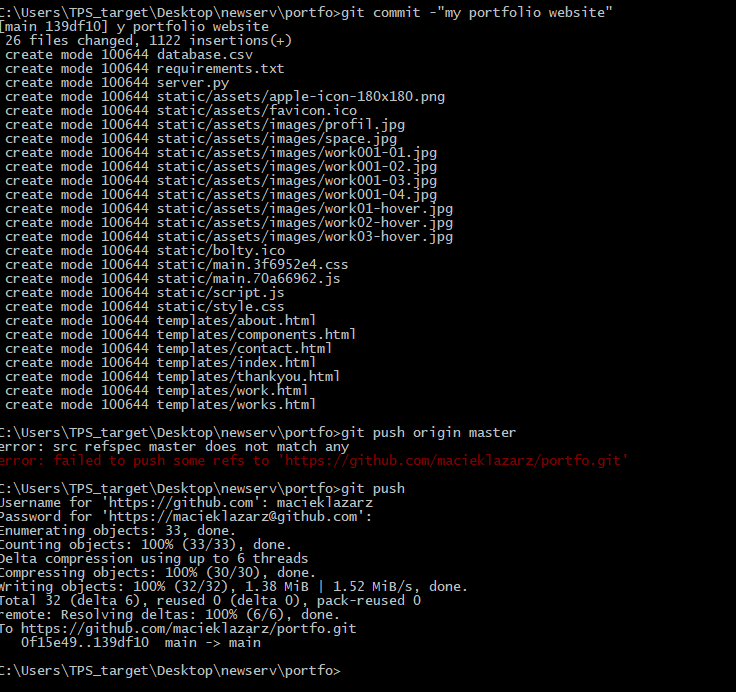 C:\Users\TPS_target\Desktop\newserv\portfo>git commit -"my portfolio website"
[main 139df10] y portfolio website
26 files changed, 1122 insertions(+)
create mode 100644 database.csv
create mode 100644 requirements.txt
create mode 100644 server.py
create mode 100644 static/assets/apple-icon-180x180.png
create mode 100644 static/assets/favicon.ico
create mode 100644 static/assets/images/profil.jpg
create mode 100644 static/assets/images/space.jpg
create mode 100644 static/assets/images/work001-01.jpg
create mode 100644 static/assets/images/work001-02.jpg
create mode 100644 static/assets/images/work001-03.jpg
create mode 100644 static/assets/images/work001-04.jpg
create mode 100644 static/assets/images/work01-hover.jpg
create mode 100644 static/assets/images/work02-hover.jpg
create mode 100644 static/assets/images/work03-hover.jpg
create mode 100644 static/bolty.ico
create mode 100644 static/main.3f6952e4.css
create mode 100644 static/main.70a66962.js
create mode 100644 static/script.js
create mode 100644 static/style.css
create mode 100644 templates/about.html
create mode 100644 templates/components.html
create mode 100644 templates/contact.html
create mode 100644 templates/index.html
create mode 100644 templates/thankyou.html
create mode 100644 templates/work.html
create mode 100644 templates/works.html
C:\Users\TPS_target\Desktop\newserv\portfo>git push origin master
error: src refspec master does not match any
error: failed to push some refs to 'https://github.com/macieklazarz/portfo.git'
C:\Users\TPS_target\Desktop\newserv\portfo>git push
Username for 'https://github.com': macieklazarz
Password for 'https://macieklazarz@github.com':
Enumerating objects: 33, done.
Counting objects: 100% (33/33), done.
Delta compression using up to 6 threads
Compressing objects: 100% (30/30), done.
Writing objects: 100% (32/32), 1.38 MiB | 1.52 MiB/s, done.
Total 32 (delta 6), reused 0 (delta 0), pack-reused 0
remote: Resolving deltas: 100% (6/6), done.
To https://github.com/macieklazarz/portfo.git
0f15e49..139df10  main -> main
C:\Users\TPS_target\Desktop\newserv\portfo>